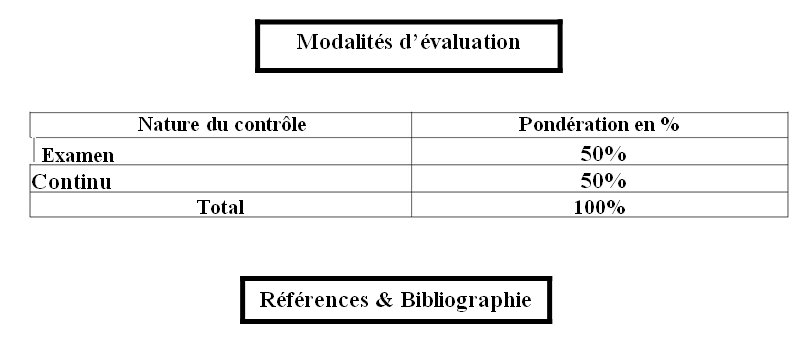 Modalités d'évaluation
Nature du contrôle Pondération en %
Examen 50%
Continu 50%
Total 100%
Références & Bibliographie